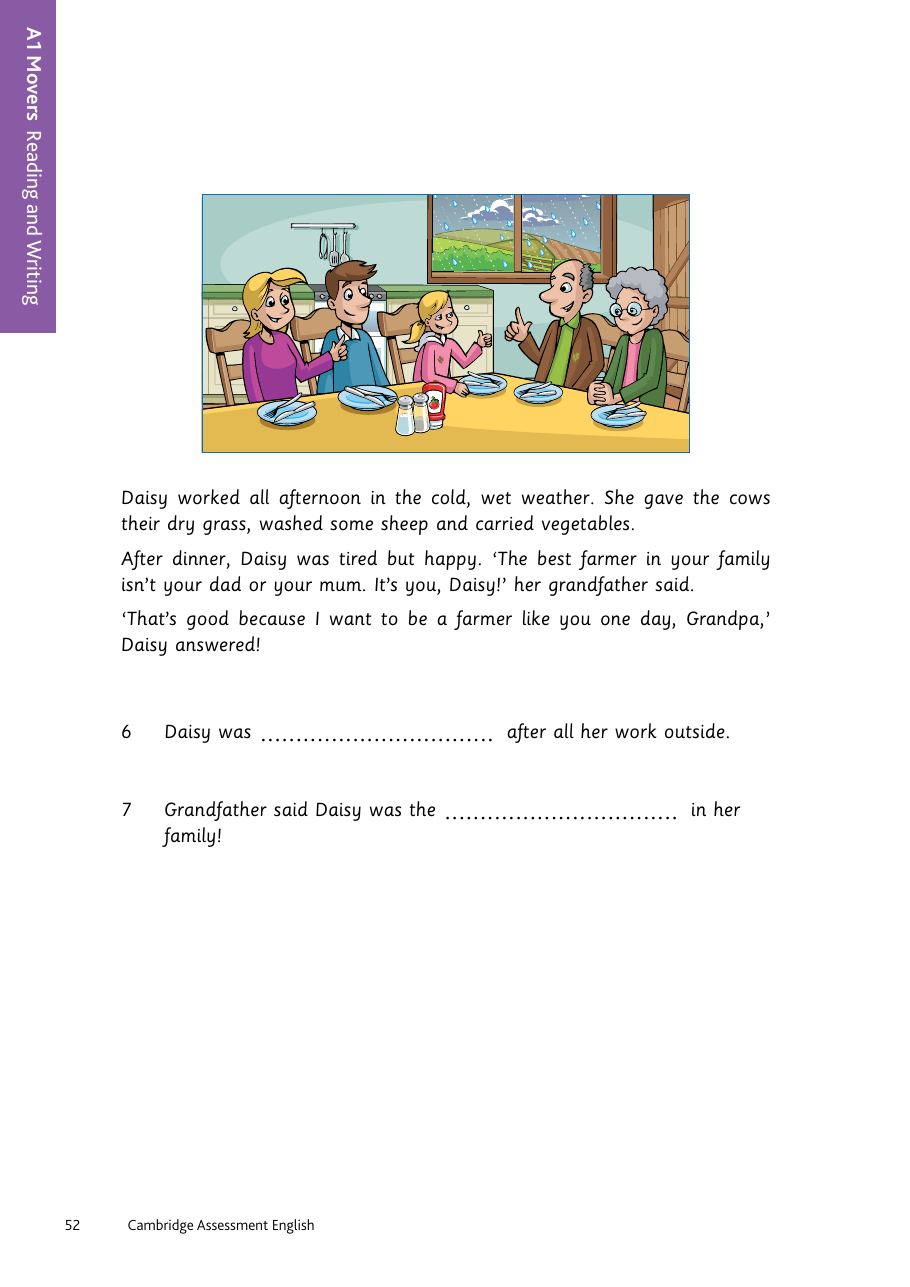 A1 Movers Reading and Writing
Daisy worked all afternoon in the cold, wet weather. She gave the cows
their dry grass, washed some sheep and carried vegetables.
After dinner, Daisy was tired but happy. ‘The best farmer in your family
isn’t your dad or your mum. It’s you, Daisy!’ her grandfather said.
‘That’s good because I want to be a farmer like you one day, Grandpa,’
Daisy answered!
6 Daisy was ................................. after all her work outside.
7 Grandfather said Daisy was the ................................. in her
family!
52 Cambridge Assessment English